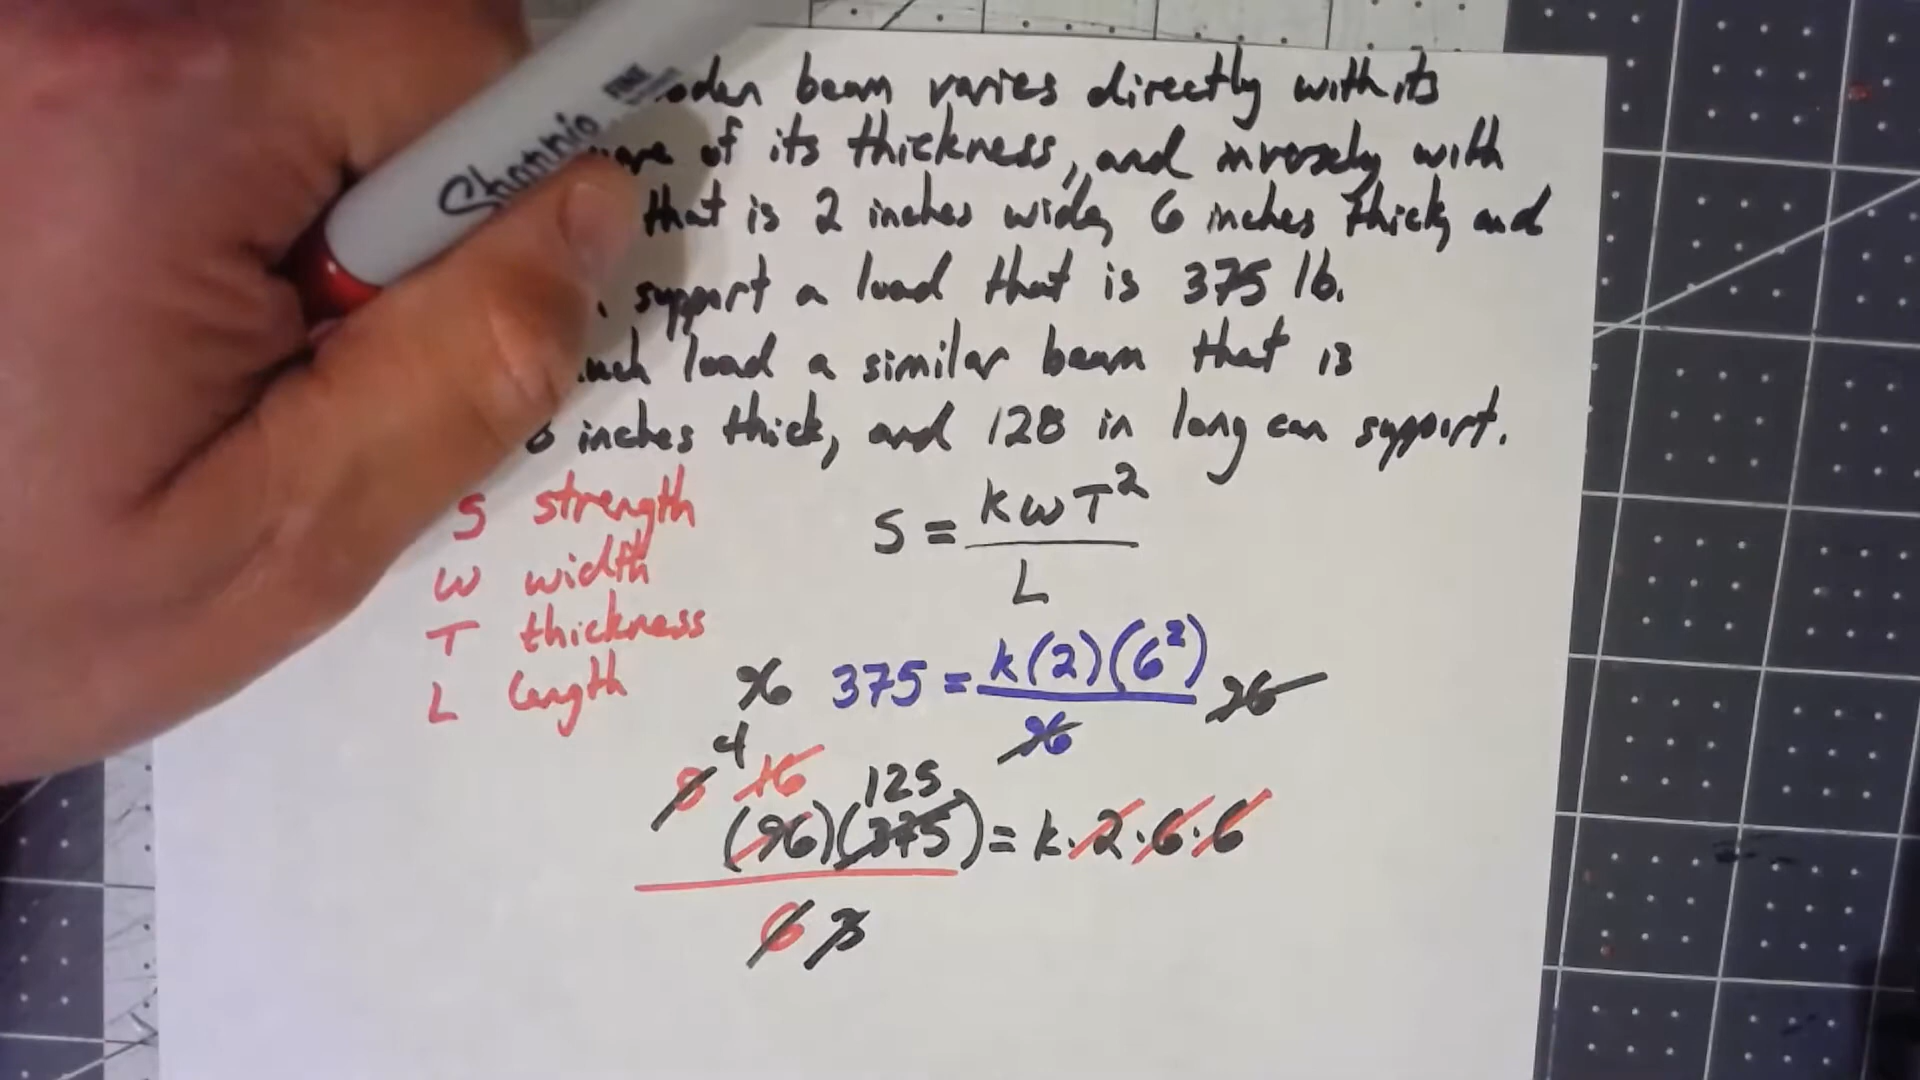 Sharpie FINE
beam varies directly with its
of its thickness, and inversely with
that is 2 inches wide, 6 inches thick, and
support a load that is 375 lb.
load a similar beam that is
inches thick, and 128 in long can support.
S strength
W width
T thickness
L length
S = kwT²/L
96 375 = k(2)(6²)/96 96
8 4 16 125
(96)(375) = k·2·6·6
6 3